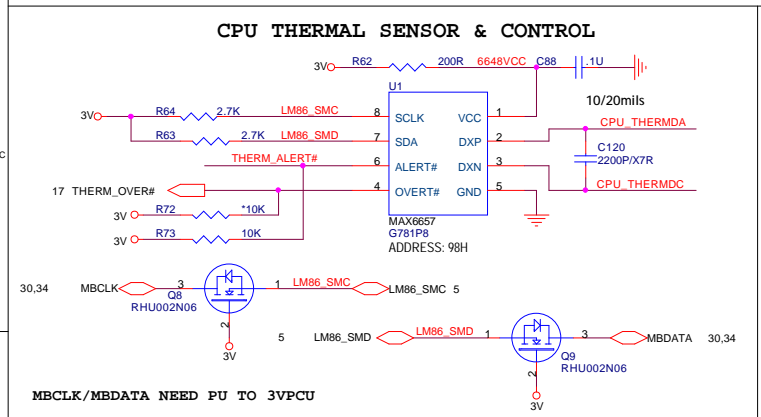 CPU THERMAL SENSOR & CONTROL
3V R62 200R 6648VCC C88 .1U
U1
10/20mils
3V R64 2.7K LM86_SMC 8 SCLK VCC 1
CPU_THERMDA
R63 2.7K LM86_SMD 7 SDA DXP 2
C120
2200P/X7R
THERM_ALERT# 6 ALERT# DXN 3
CPU_THERMDC
17 THERM_OVER# 4 OVERT# GND 5
3V R72 *10K
MAX6657
G781P8
3V R73 10K
ADDRESS: 98H
30,34 MBCLK 3 1 LM86_SMC LM86_SMC 5
Q8
RHU002N06
2
3V
5 LM86_SMD LM86_SMD 1 3 MBDATA 30,34
Q9
RHU002N06
2
3V
MBCLK/MBDATA NEED PU TO 3VPCU
C